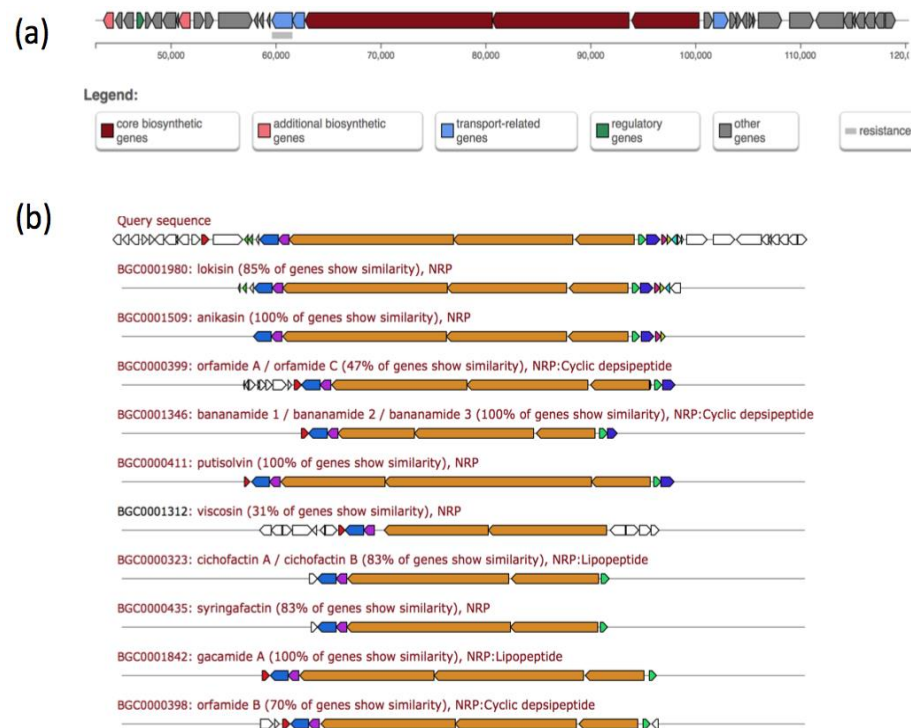 (a)
50,000 60,000 70,000 80,000 90,000 100,000 110,000 120,(
Legend:
core biosynthetic genes
additional biosynthetic genes
transport-related genes
regulatory genes
other genes
resistance
(b)
Query sequence
BGC0001980: lokisin (85% of genes show similarity), NRP
BGC0001509: anikasin (100% of genes show similarity), NRP
BGC0000399: orfamide A / orfamide C (47% of genes show similarity), NRP:Cyclic depsipeptide
BGC0001346: bananamide 1 / bananamide 2 / bananamide 3 (100% of genes show similarity), NRP:Cyclic depsipeptide
BGC0000411: putisolvin (100% of genes show similarity), NRP
BGC0001312: viscosin (31% of genes show similarity), NRP
BGC0000323: cichofactin A / cichofactin B (83% of genes show similarity), NRP:Lipopeptide
BGC0000435: syringafactin (83% of genes show similarity), NRP
BGC0001842: gacamide A (100% of genes show similarity), NRP:Lipopeptide
BGC0000398: orfamide B (70% of genes show similarity), NRP:Cyclic depsipeptide